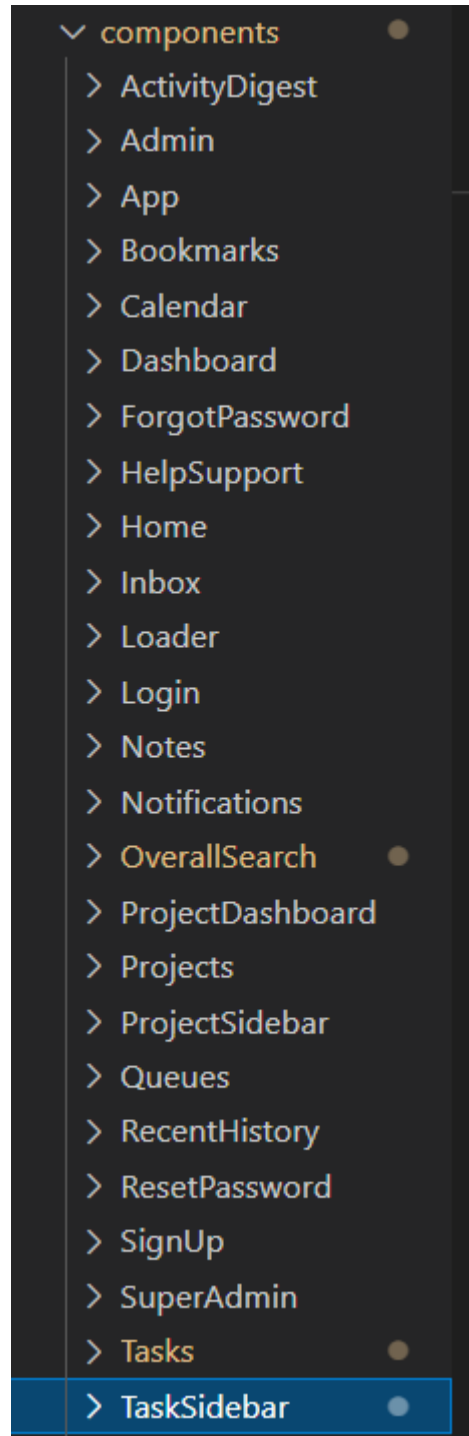 components
ActivityDigest
Admin
App
Bookmarks
Calendar
Dashboard
ForgotPassword
HelpSupport
Home
Inbox
Loader
Login
Notes
Notifications
OverallSearch
ProjectDashboard
Projects
ProjectSidebar
Queues
RecentHistory
ResetPassword
SignUp
SuperAdmin
Tasks
TaskSidebar